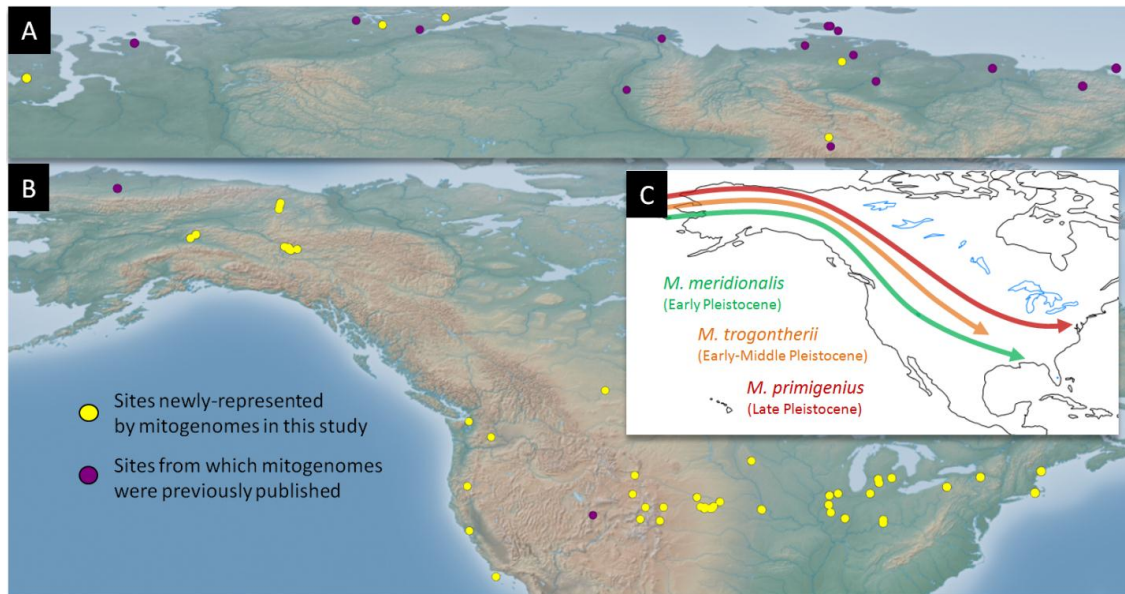 A
B
C
M. meridionalis
(Early Pleistocene)
M. trogontherii
(Early-Middle Pleistocene)
M. primigenius
(Late Pleistocene)
Sites newly-represented
by mitogenomes in this study
Sites from which mitogenomes
were previously published